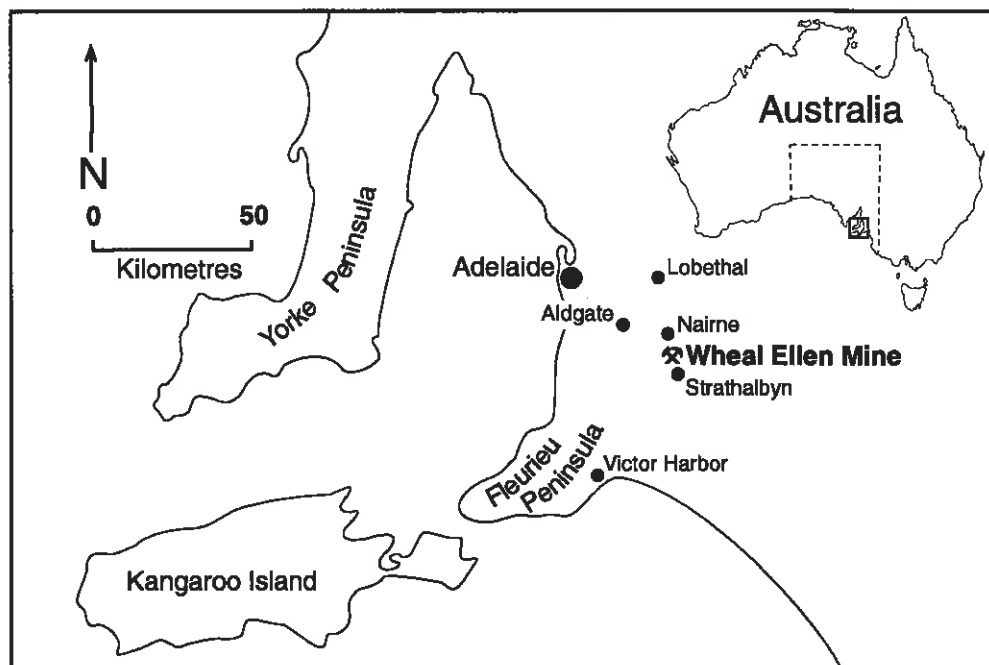 Australia
N
0 50
Kilometres
Yorke Peninsula
Adelaide
Lobethal
Aldgate
Nairne
Wheal Ellen Mine
Strathalbyn
Fleurieu
Peninsula
Victor Harbor
Kangaroo Island